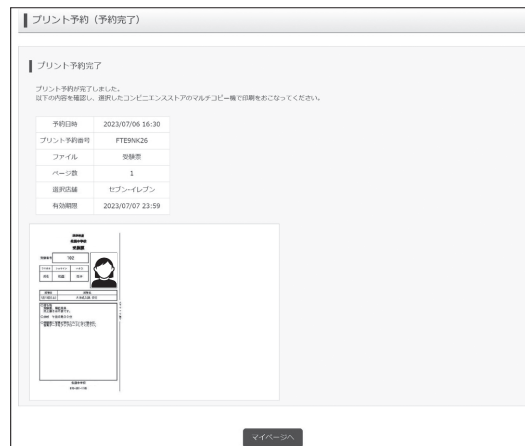 プリント予約（予約完了）
プリント予約完了
プリント予約が完了しました。
以下の内容を確認し、選択したコンビニエンスストアのマルチコピー機で印刷をおこなってください。
予約日時 2023/07/06 16:30
プリント予約番号 FTE9NK26
ファイル 受験票
ページ数 1
選択店舗 セブン-イレブン
有効期限 2023/07/07 23:59
受験票
102
マイページへ